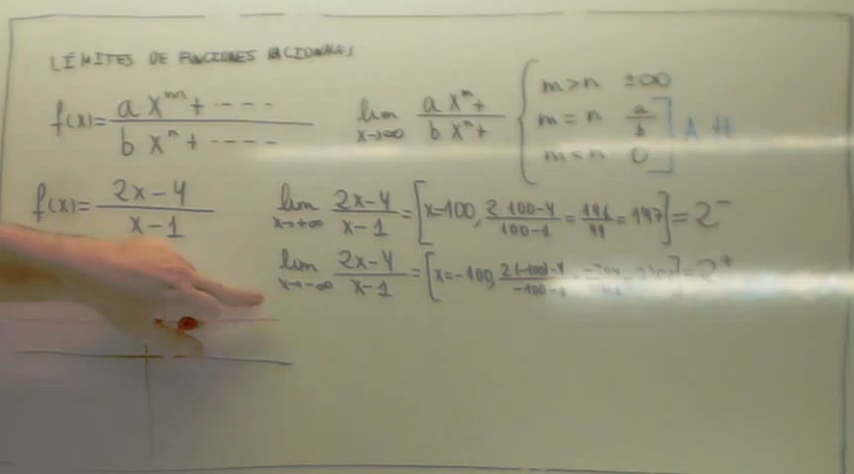 LÍMITES DE FUNCIONES RACIONALES
f(x)= (a x^m + ----)/(b x^n + ----) lim x→∞ (a x^m +)/(b x^n +) { m>n ±∞
m = n a/b ] A H
m<n 0
f(x)= (2x-4)/(x-1) lim x→+∞ (2x-4)/(x-1) = [x=100, (2·100-4)/(100-1) = 196/99 = 1'97] = 2^-
lim x→-∞ (2x-4)/(x-1) = [x=-100, (2(-100)-4)/(-100-1) = ] = 2^+